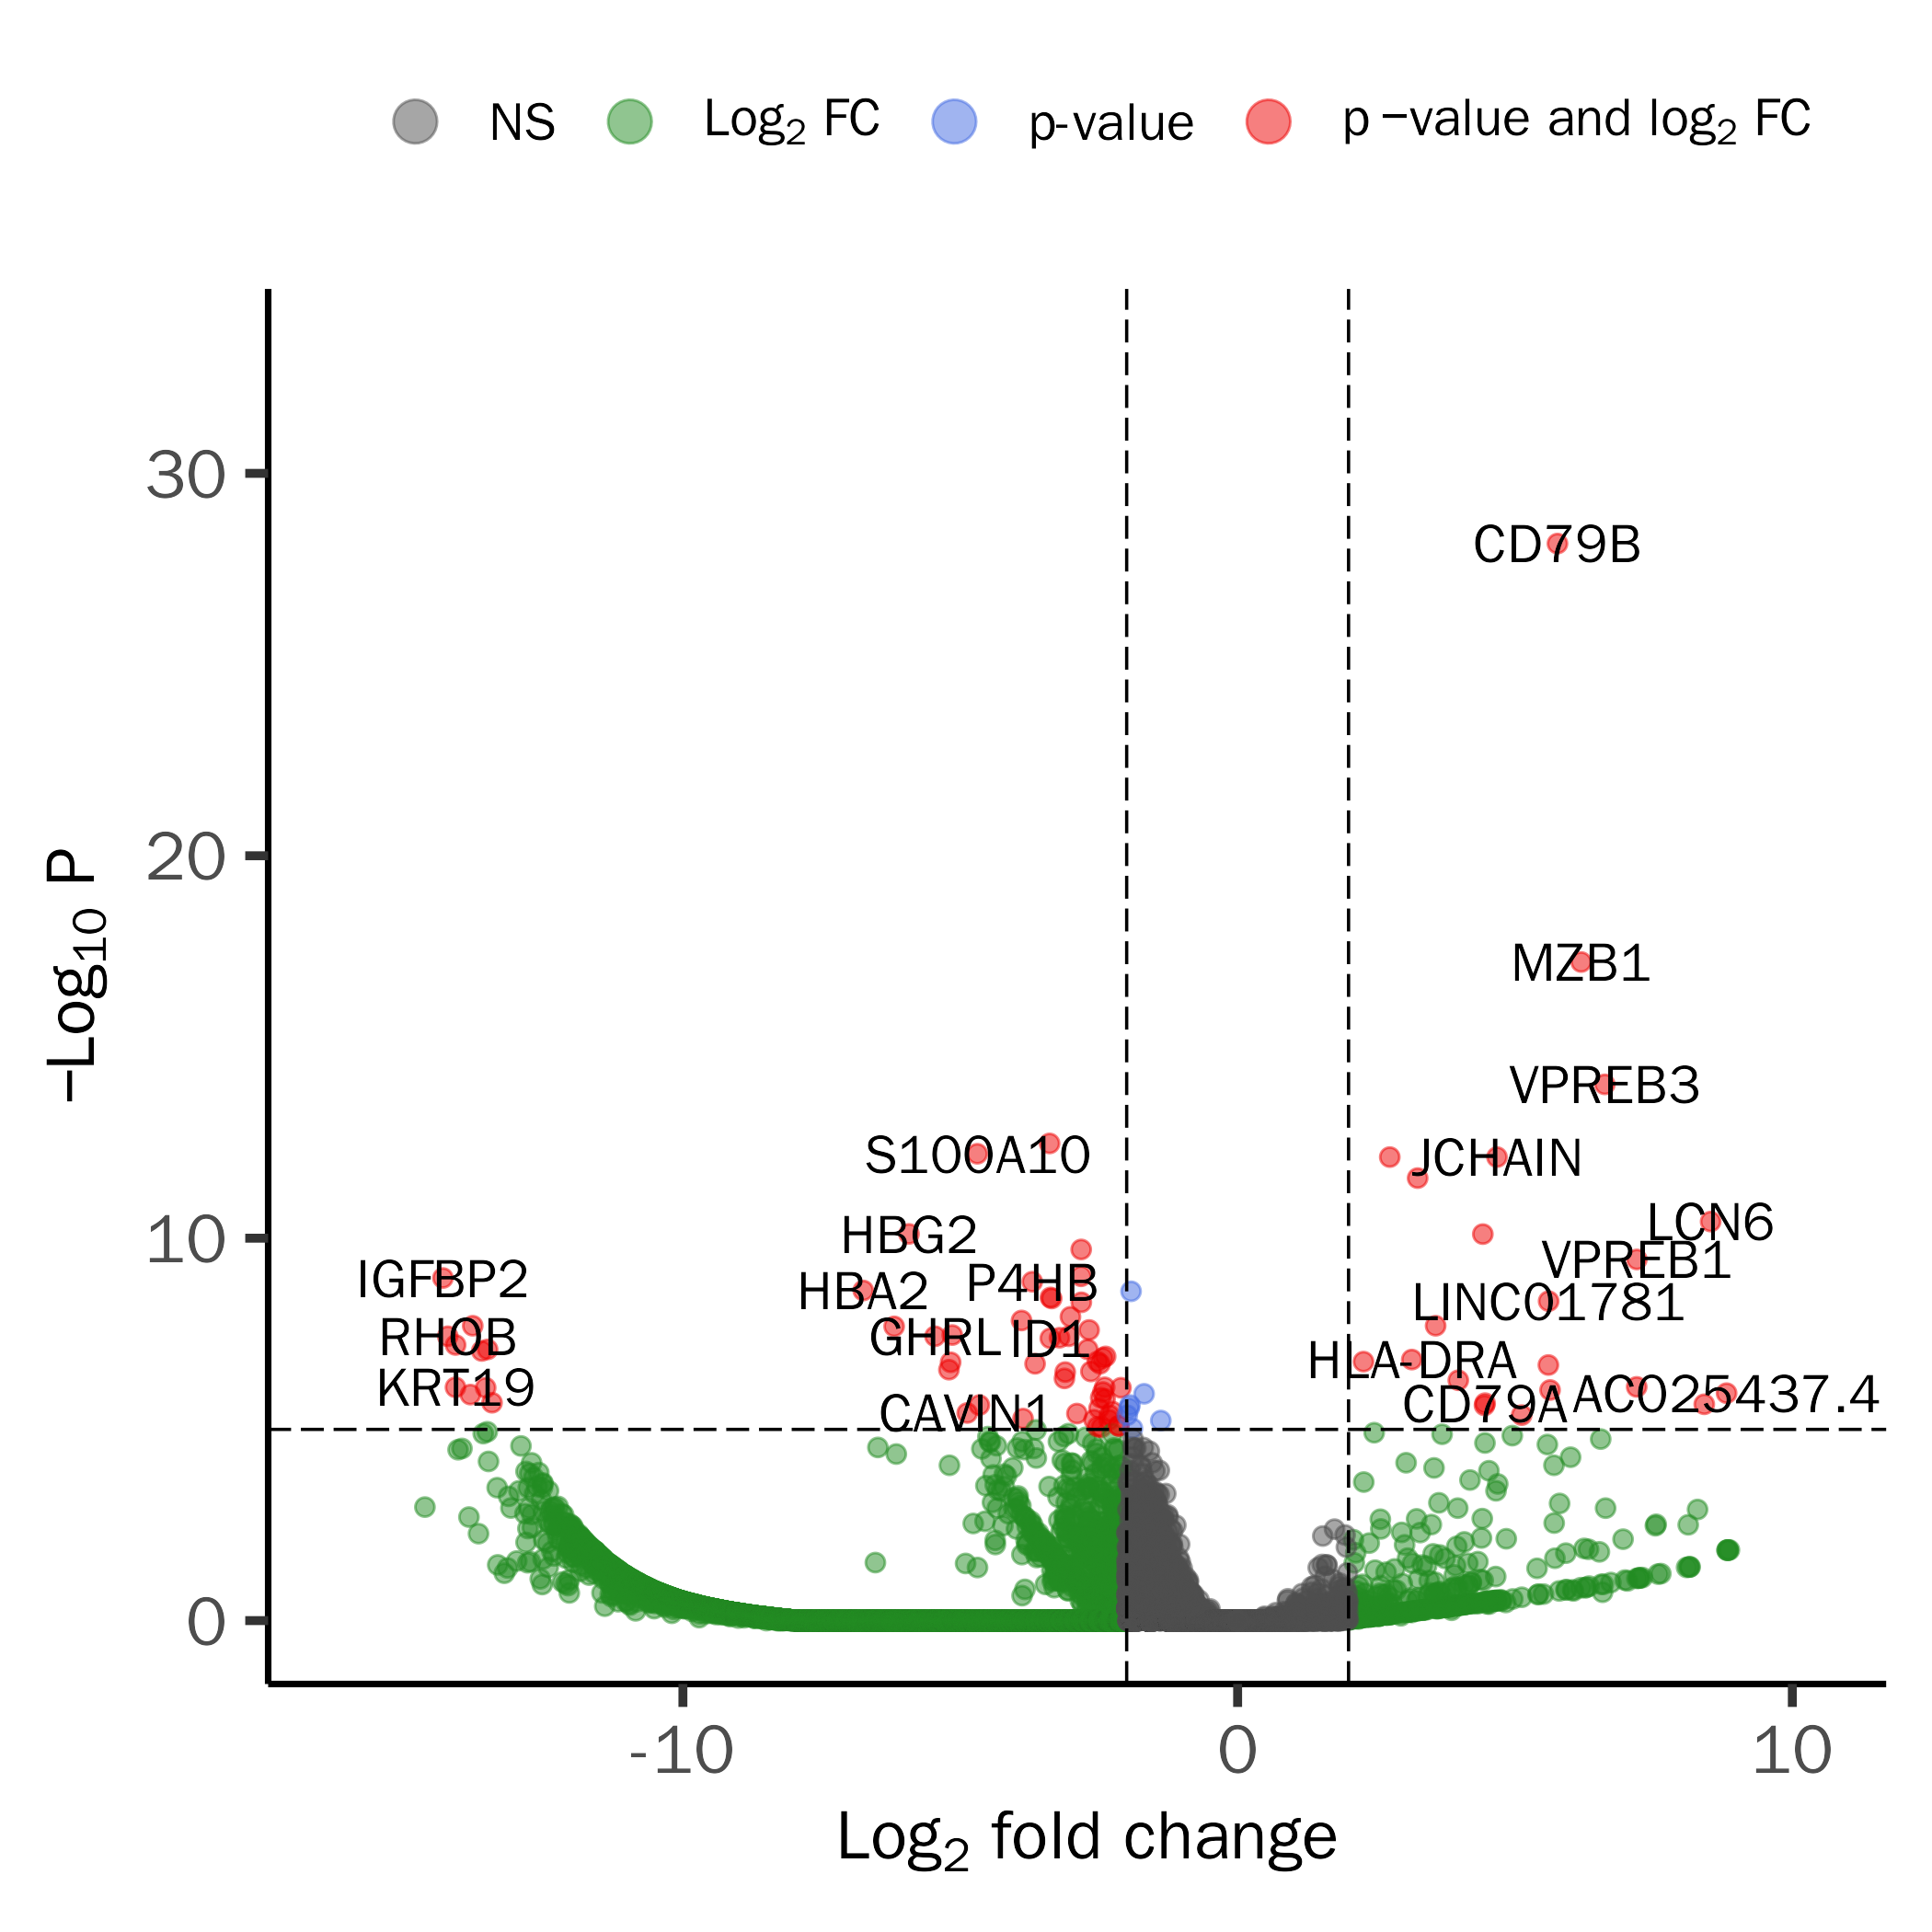 NS Log2 FC p-value p −value and log2 FC
30
CD79B
20
MZB1
VPREB3
S100A10 JCHAIN
10
LCN6
HBG2
VPREB1
IGFBP2
HBA2
P4HB
LINC01781
RHOB
GHRL
ID1
HLA-DRA
KRT19
CAVIN1
CD79A
AC025437.4
0
-10 0 10
−Log10 P
Log2 fold change